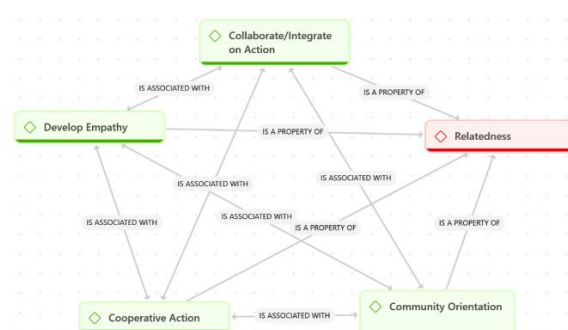 Collaborate/Integrate
on Action
IS ASSOCIATED WITH
IS A PROPERTY OF
Develop Empathy
IS A PROPERTY OF
Relatedness
IS ASSOCIATED WITH
IS ASSOCIATED WITH
IS ASSOCIATED WITH
IS ASSOCIATED WITH
IS A PROPERTY OF
IS A PROPERTY OF
Cooperative Action
IS ASSOCIATED WITH
Community Orientation